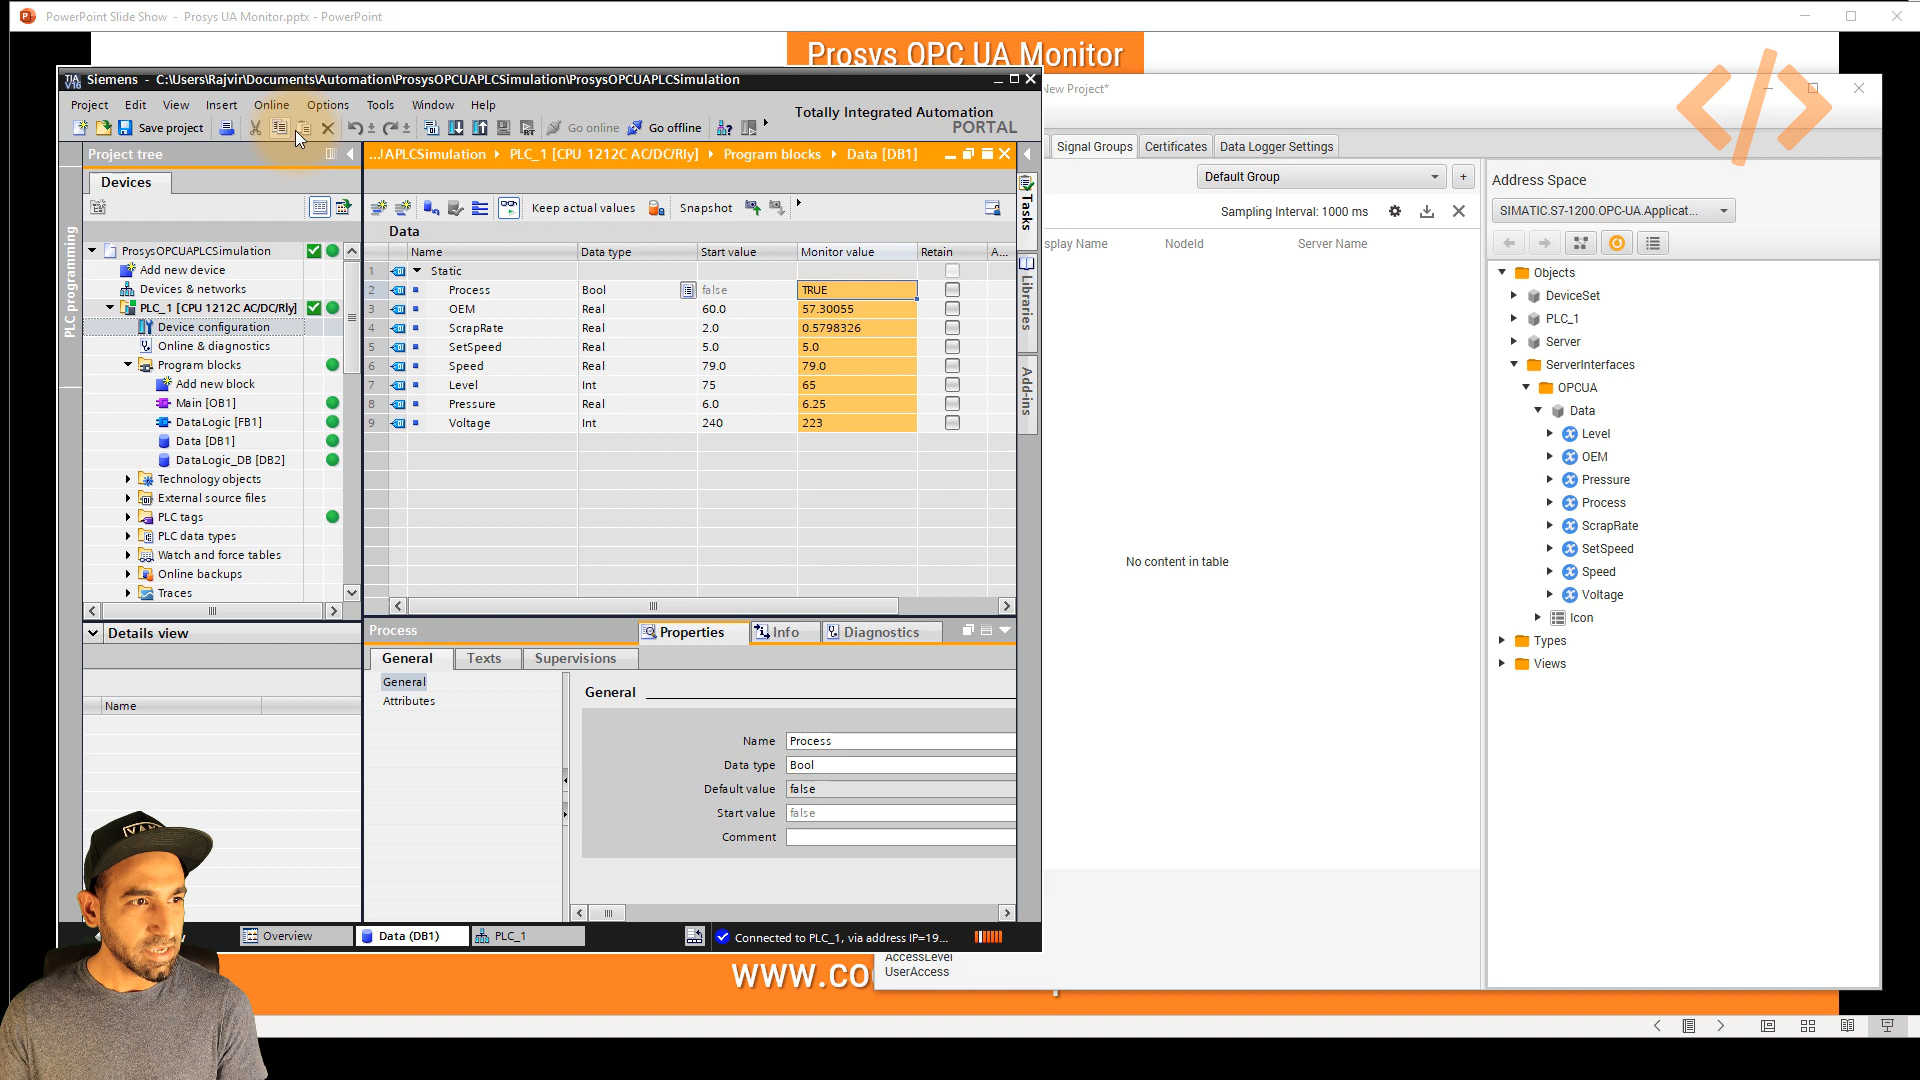 PowerPoint Slide Show - Prosys UA Monitor.pptx - PowerPoint
Prosys OPC UA Monitor
Siemens - C:\Users\Rajvir\Documents\Automation\ProsysOPCUAPLCSimulation\ProsysOPCUAPLCSimulation
Project Edit View Insert Online Options Tools Window Help
Totally Integrated Automation
PORTAL
Save project
Go online
Go offline
Project tree
...UAPLCSimulation PLC_1 [CPU 1212C AC/DC/Rly] Program blocks Data [DB1]
Devices
Keep actual values
Snapshot
Data
Name Data type Start value Monitor value Retain A...
1 Static
2 Process Bool false TRUE
3 OEM Real 60.0 57.30055
4 ScrapRate Real 2.0 0.5798326
5 SetSpeed Real 5.0 5.0
6 Speed Real 79.0 79.0
7 Level Int 75 65
8 Pressure Real 6.0 6.25
9 Voltage Int 240 223
PLC programming
ProsysOPCUAPLCSimulation
Add new device
Devices & networks
PLC_1 [CPU 1212C AC/DC/Rly]
Device configuration
Online & diagnostics
Program blocks
Add new block
Main [OB1]
DataLogic [FB1]
Data [DB1]
DataLogic_DB [DB2]
Technology objects
External source files
PLC tags
PLC data types
Watch and force tables
Online backups
Traces
Details view
Name
Tasks
Libraries
Add-ins
Process
Properties
Info
Diagnostics
General Texts Supervisions
General
Attributes
General
Name Process
Data type Bool
Default value false
Start value false
Comment
Overview
Data (DB1)
PLC_1
Connected to PLC_1, via address IP=19...
New Project*
Signal Groups
Certificates
Data Logger Settings
Default Group
+
Sampling Interval: 1000 ms
splay Name NodeId Server Name
No content in table
Address Space
SIMATIC.S7-1200.OPC-UA.Applicat...
Objects
DeviceSet
PLC_1
Server
ServerInterfaces
OPCUA
Data
Level
OEM
Pressure
Process
ScrapRate
SetSpeed
Speed
Voltage
Icon
Types
Views
AccessLevel
UserAccess
www.co